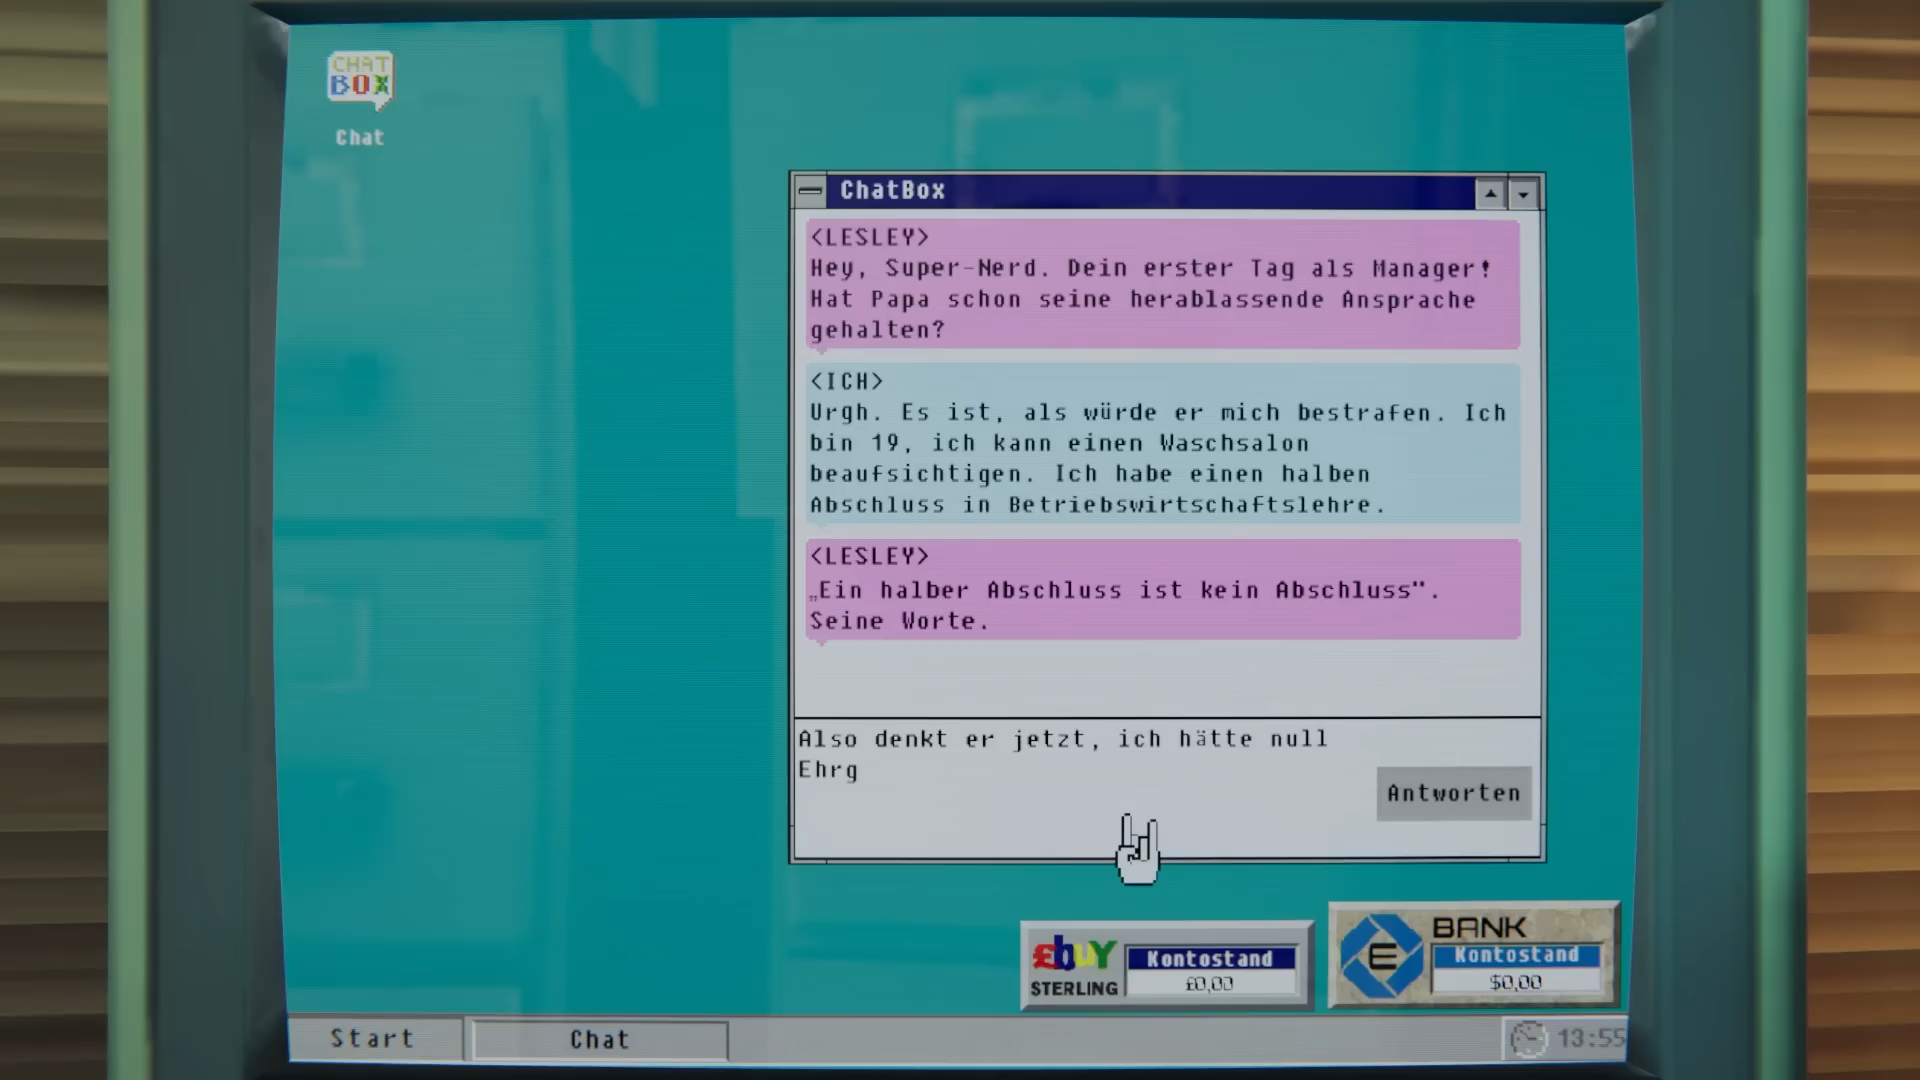 CHAT
BOX
Chat
ChatBox
<LESLEY>
Hey, Super-Nerd. Dein erster Tag als Manager!
Hat Papa schon seine herablassende Ansprache
gehalten?
<ICH>
Urgh. Es ist, als würde er mich bestrafen. Ich
bin 19, ich kann einen Waschsalon
beaufsichtigen. Ich habe einen halben
Abschluss in Betriebswirtschaftslehre.
<LESLEY>
„Ein halber Abschluss ist kein Abschluss".
Seine Worte.
Also denkt er jetzt, ich hätte null
Ehrg
Antworten
£buY
STERLING
Kontostand
£0,00
E
BANK
Kontostand
$0,00
Start
Chat
13:55